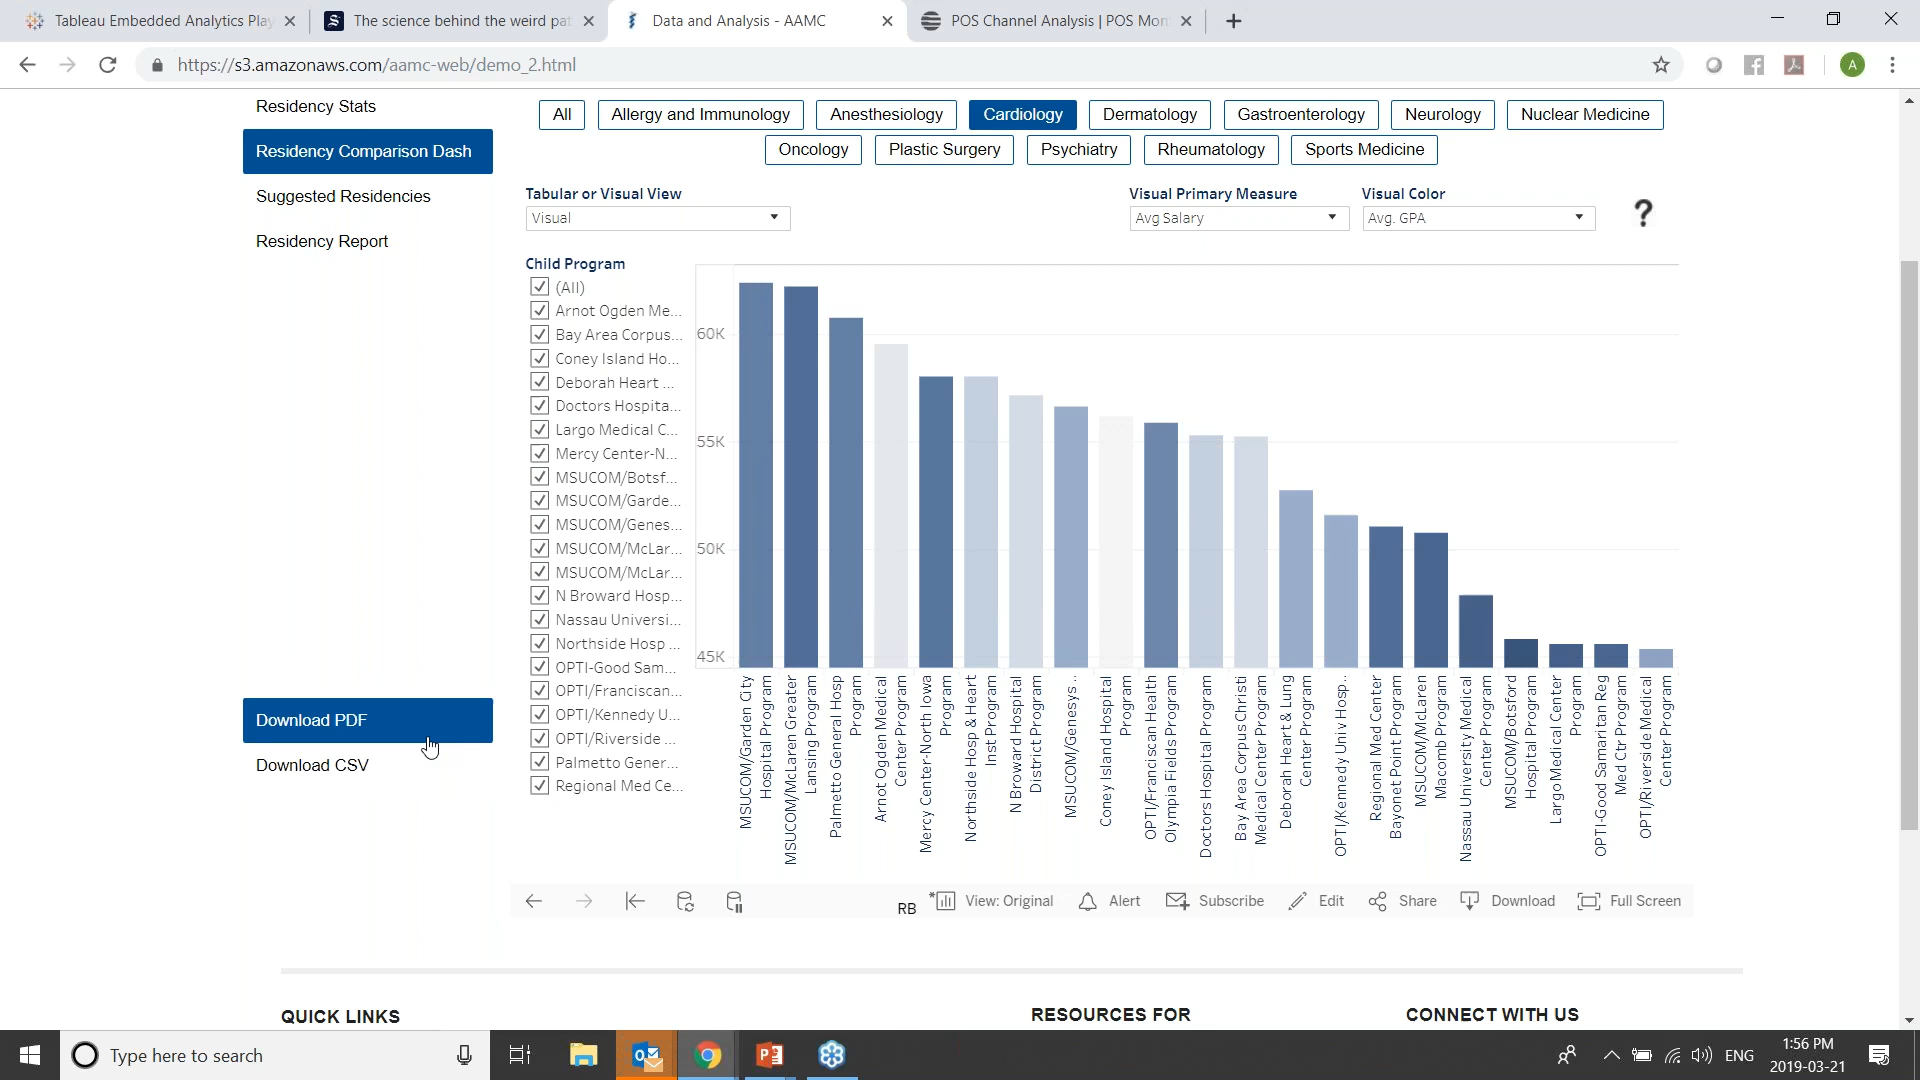 Tableau Embedded Analytics Play
The science behind the weird pat
Data and Analysis - AAMC
POS Channel Analysis | POS Mon
https://s3.amazonaws.com/aamc-web/demo_2.html
A
Residency Stats
Residency Comparison Dash
Suggested Residencies
Residency Report
Download PDF
Download CSV
All
Allergy and Immunology
Anesthesiology
Cardiology
Dermatology
Gastroenterology
Neurology
Nuclear Medicine
Oncology
Plastic Surgery
Psychiatry
Rheumatology
Sports Medicine
Tabular or Visual View
Visual
Visual Primary Measure
Avg Salary
Visual Color
Avg. GPA
?
Child Program
(All)
Arnot Ogden Me...
Bay Area Corpus...
Coney Island Ho...
Deborah Heart ...
Doctors Hospita...
Largo Medical C...
Mercy Center-N...
MSUCOM/Botsf...
MSUCOM/Garde...
MSUCOM/Genes...
MSUCOM/McLar...
MSUCOM/McLar...
N Broward Hosp...
Nassau Universi...
Northside Hosp ...
OPTI-Good Sam...
OPTI/Franciscan...
OPTI/Kennedy U...
OPTI/Riverside ...
Palmetto Gener...
Regional Med Ce...
60K
55K
50K
45K
MSUCOM/Garden City
Hospital Program
MSUCOM/McLaren Greater
Lansing Program
Palmetto General Hosp
Program
Arnot Ogden Medical
Center Program
Mercy Center-North Iowa
Program
Northside Hosp & Heart
Inst Program
N Broward Hospital
District Program
MSUCOM/Genesys ..
Coney Island Hospital
Program
OPTI/Franciscan Health
Olympia Fields Program
Doctors Hospital Program
Bay Area Corpus Christi
Medical Center Program
Deborah Heart & Lung
Center Program
OPTI/Kennedy Univ Hosp..
Regional Med Center
Bayonet Point Program
MSUCOM/McLaren
Macomb Program
Nassau University Medical
Center Program
MSUCOM/Botsford
Hospital Program
Largo Medical Center
Program
OPTI-Good Samaritan Reg
Med Ctr Program
OPTI/Riverside Medical
Center Program
RB
View: Original
Alert
Subscribe
Edit
Share
Download
Full Screen
QUICK LINKS
RESOURCES FOR
CONNECT WITH US
Type here to search
ENG
1:56 PM
2019-03-21